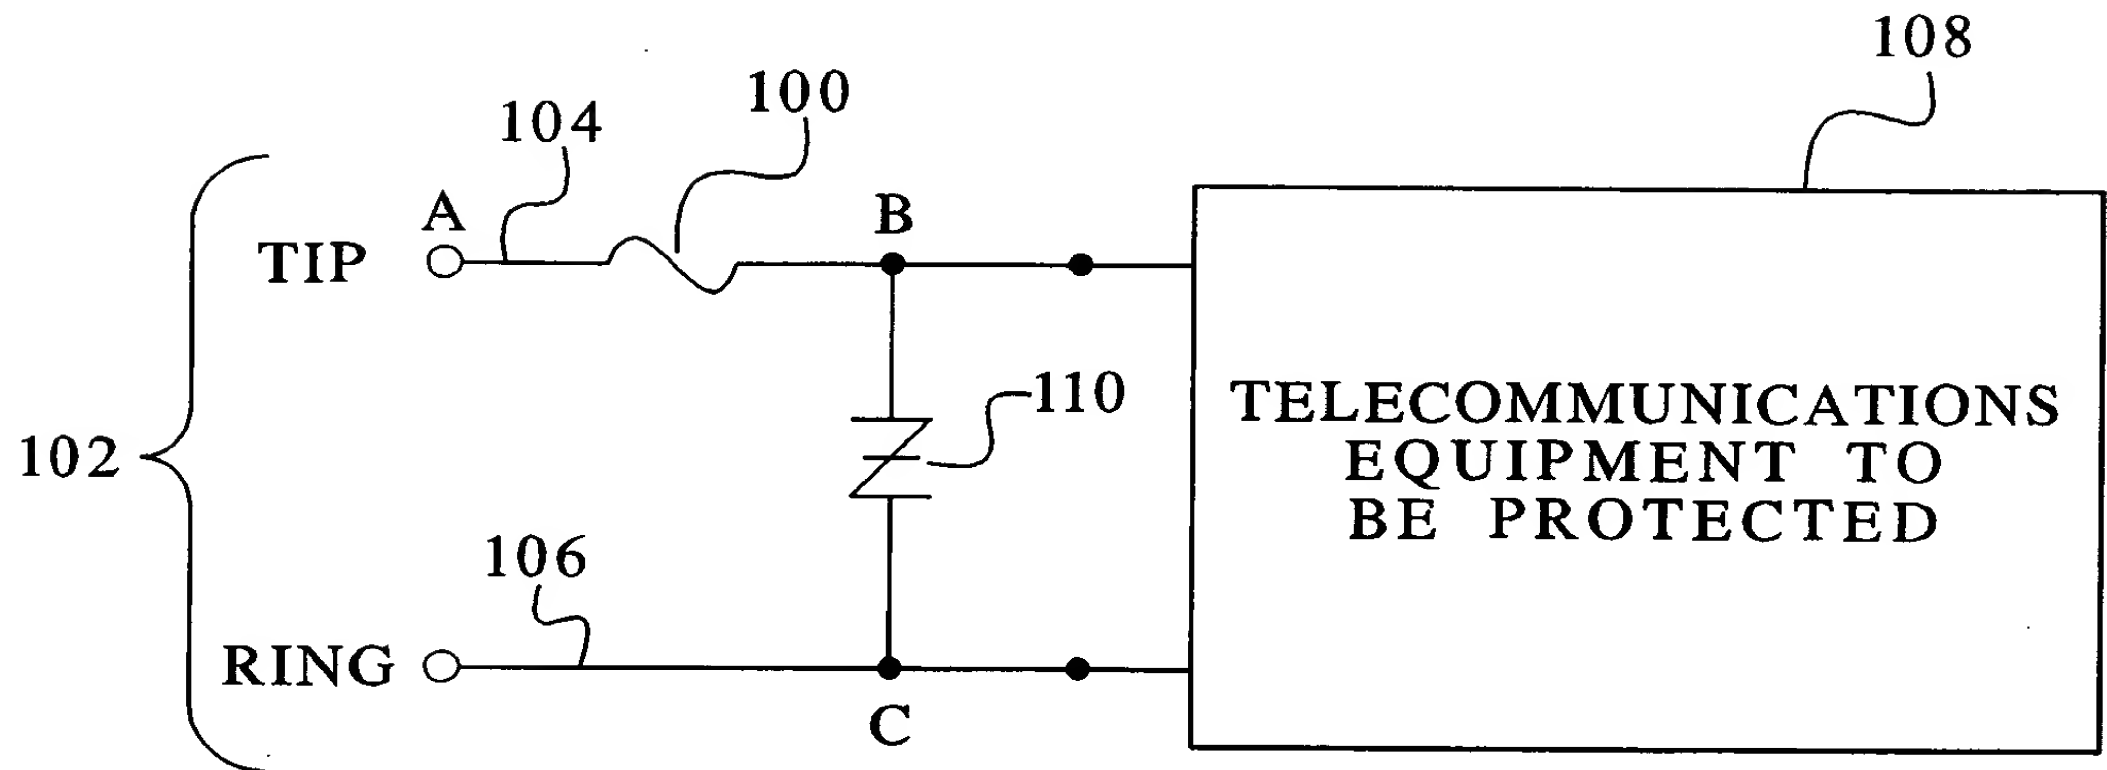 108
100
104
A
B
TIP
110
TELECOMMUNICATIONS
EQUIPMENT TO
BE PROTECTED
102
106
RING
C